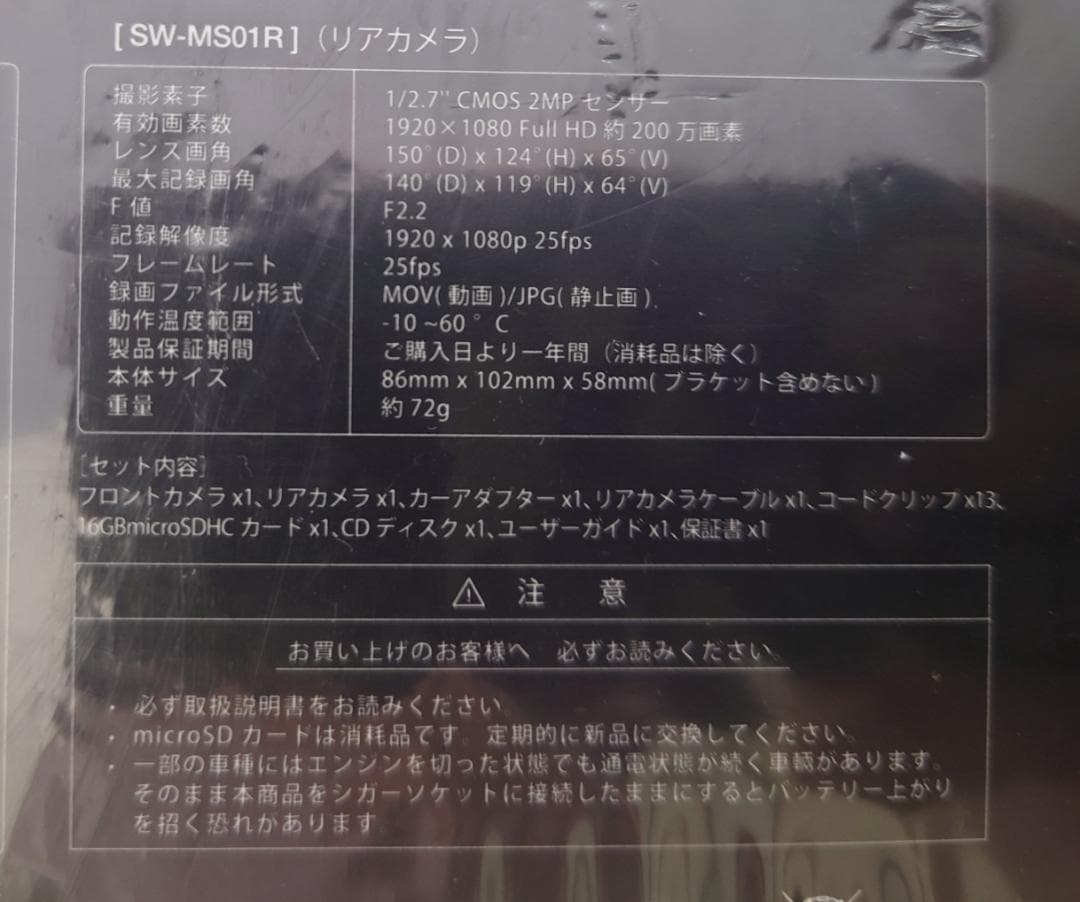 [ SW-MS01R ]（リアカメラ）
撮影素子 1/2.7" CMOS 2MP センサー
有効画素数 1920×1080 Full HD 約 200 万画素
レンズ画角 150°(D) x 124°(H) x 65°(V)
最大記録画角 140°(D) x 119°(H) x 64°(V)
F 値 F2.2
記録解像度 1920 x 1080p 25fps
フレームレート 25fps
録画ファイル形式 MOV( 動画 )/JPG( 静止画 )
動作温度範囲 -10 ~60 ° C
製品保証期間 ご購入日より一年間（消耗品は除く）
本体サイズ 86mm x 102mm x 58mm( ブラケット含めない )
重量 約 72g
[セット内容]
フロントカメラ x1、リアカメラ x1、カーアダプター x1、リアカメラケーブル x1、コードクリップ x13、
16GBmicroSDHC カード x1、CD ディスク x1、ユーザーガイド x1、保証書 x1
⚠ 注 意
お買い上げのお客様へ 必ずお読みください。
・ 必ず取扱説明書をお読みください
・ microSD カードは消耗品です。定期的に新品に交換してください。
・ 一部の車種にはエンジンを切った状態でも通電状態が続く車輌があります。
そのまま本商品をシガーソケットに接続したままにするとバッテリー上がり
を招く恐れがあります